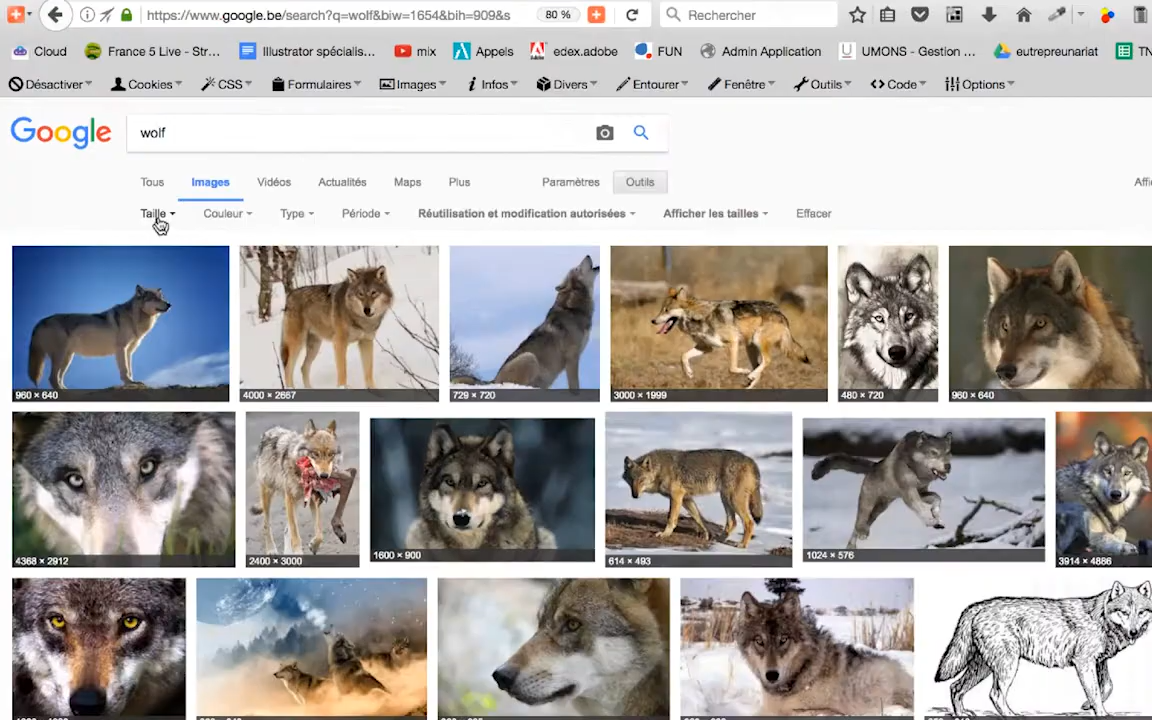 https://www.google.be/search?q=wolf&biw=1654&bih=909&s
80 %
Rechercher
Cloud
France 5 Live - Str...
Illustrator spécialis...
mix
Appels
edex.adobe
FUN
Admin Application
UMONS - Gestion ...
eutrepreunariat
TN
Désactiver
Cookies
CSS
Formulaires
Images
Infos
Divers
Entourer
Fenêtre
Outils
Code
Options
Google
wolf
Tous
Images
Vidéos
Actualités
Maps
Plus
Paramètres
Outils
Affi
Taille
Couleur
Type
Période
Réutilisation et modification autorisées
Afficher les tailles
Effacer
960 × 640
4000 × 2667
729 × 720
3000 × 1999
480 × 720
960 × 640
4368 × 2912
2400 × 3000
1600 × 900
614 × 493
1024 × 576
3914 × 4886